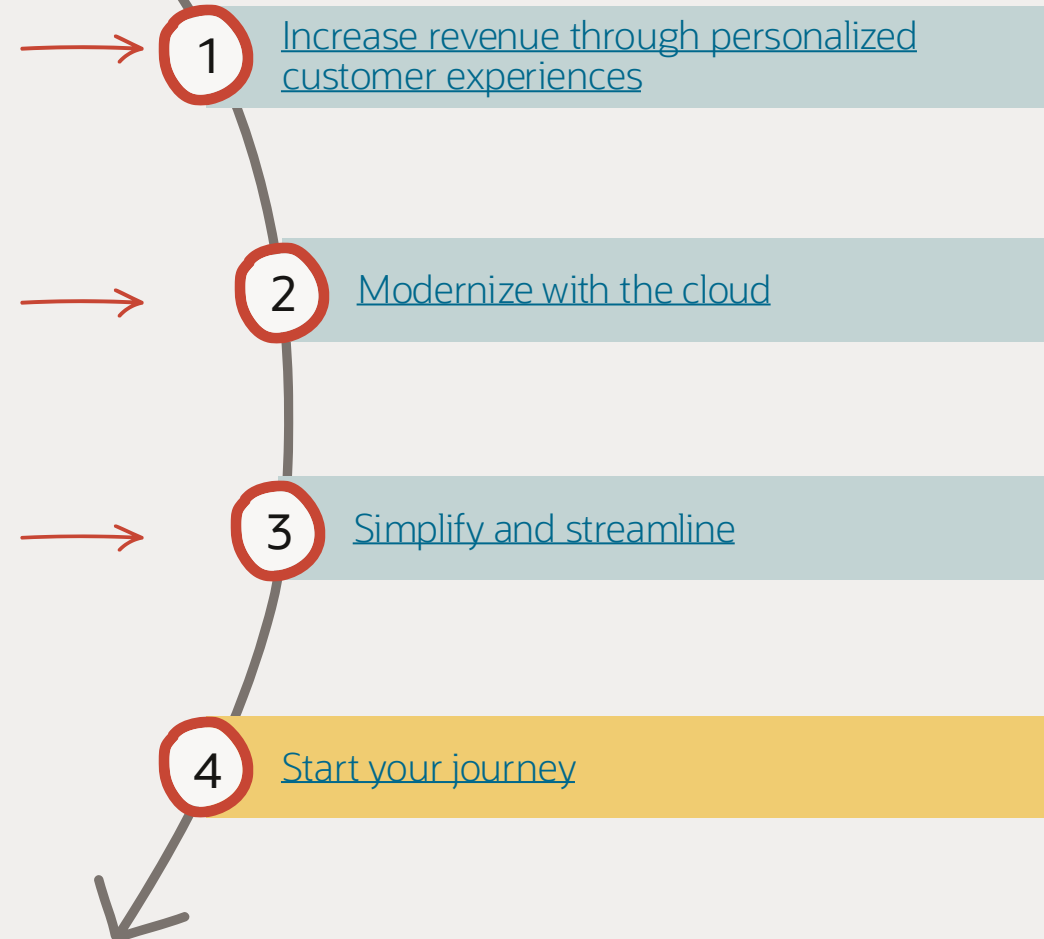 1
Increase revenue through personalized
customer experiences
2
Modernize with the cloud
3
Simplify and streamline
4
Start your journey